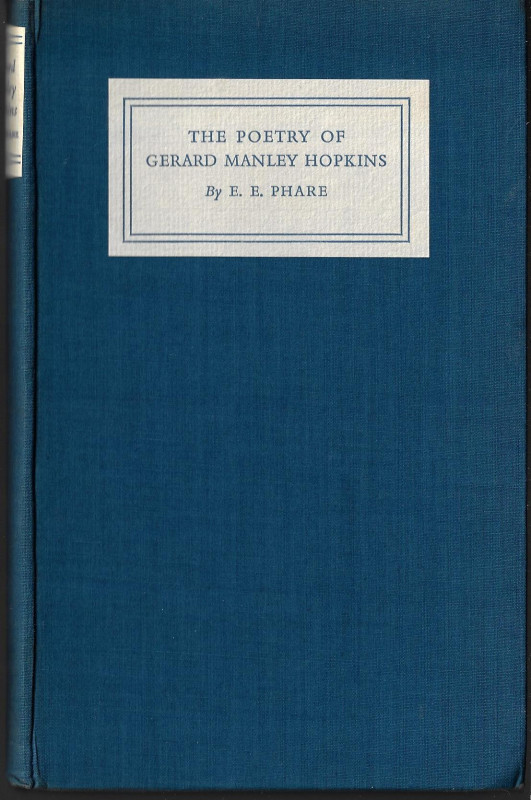 THE POETRY OF
GERARD MANLEY HOPKINS
By E. E. PHARE